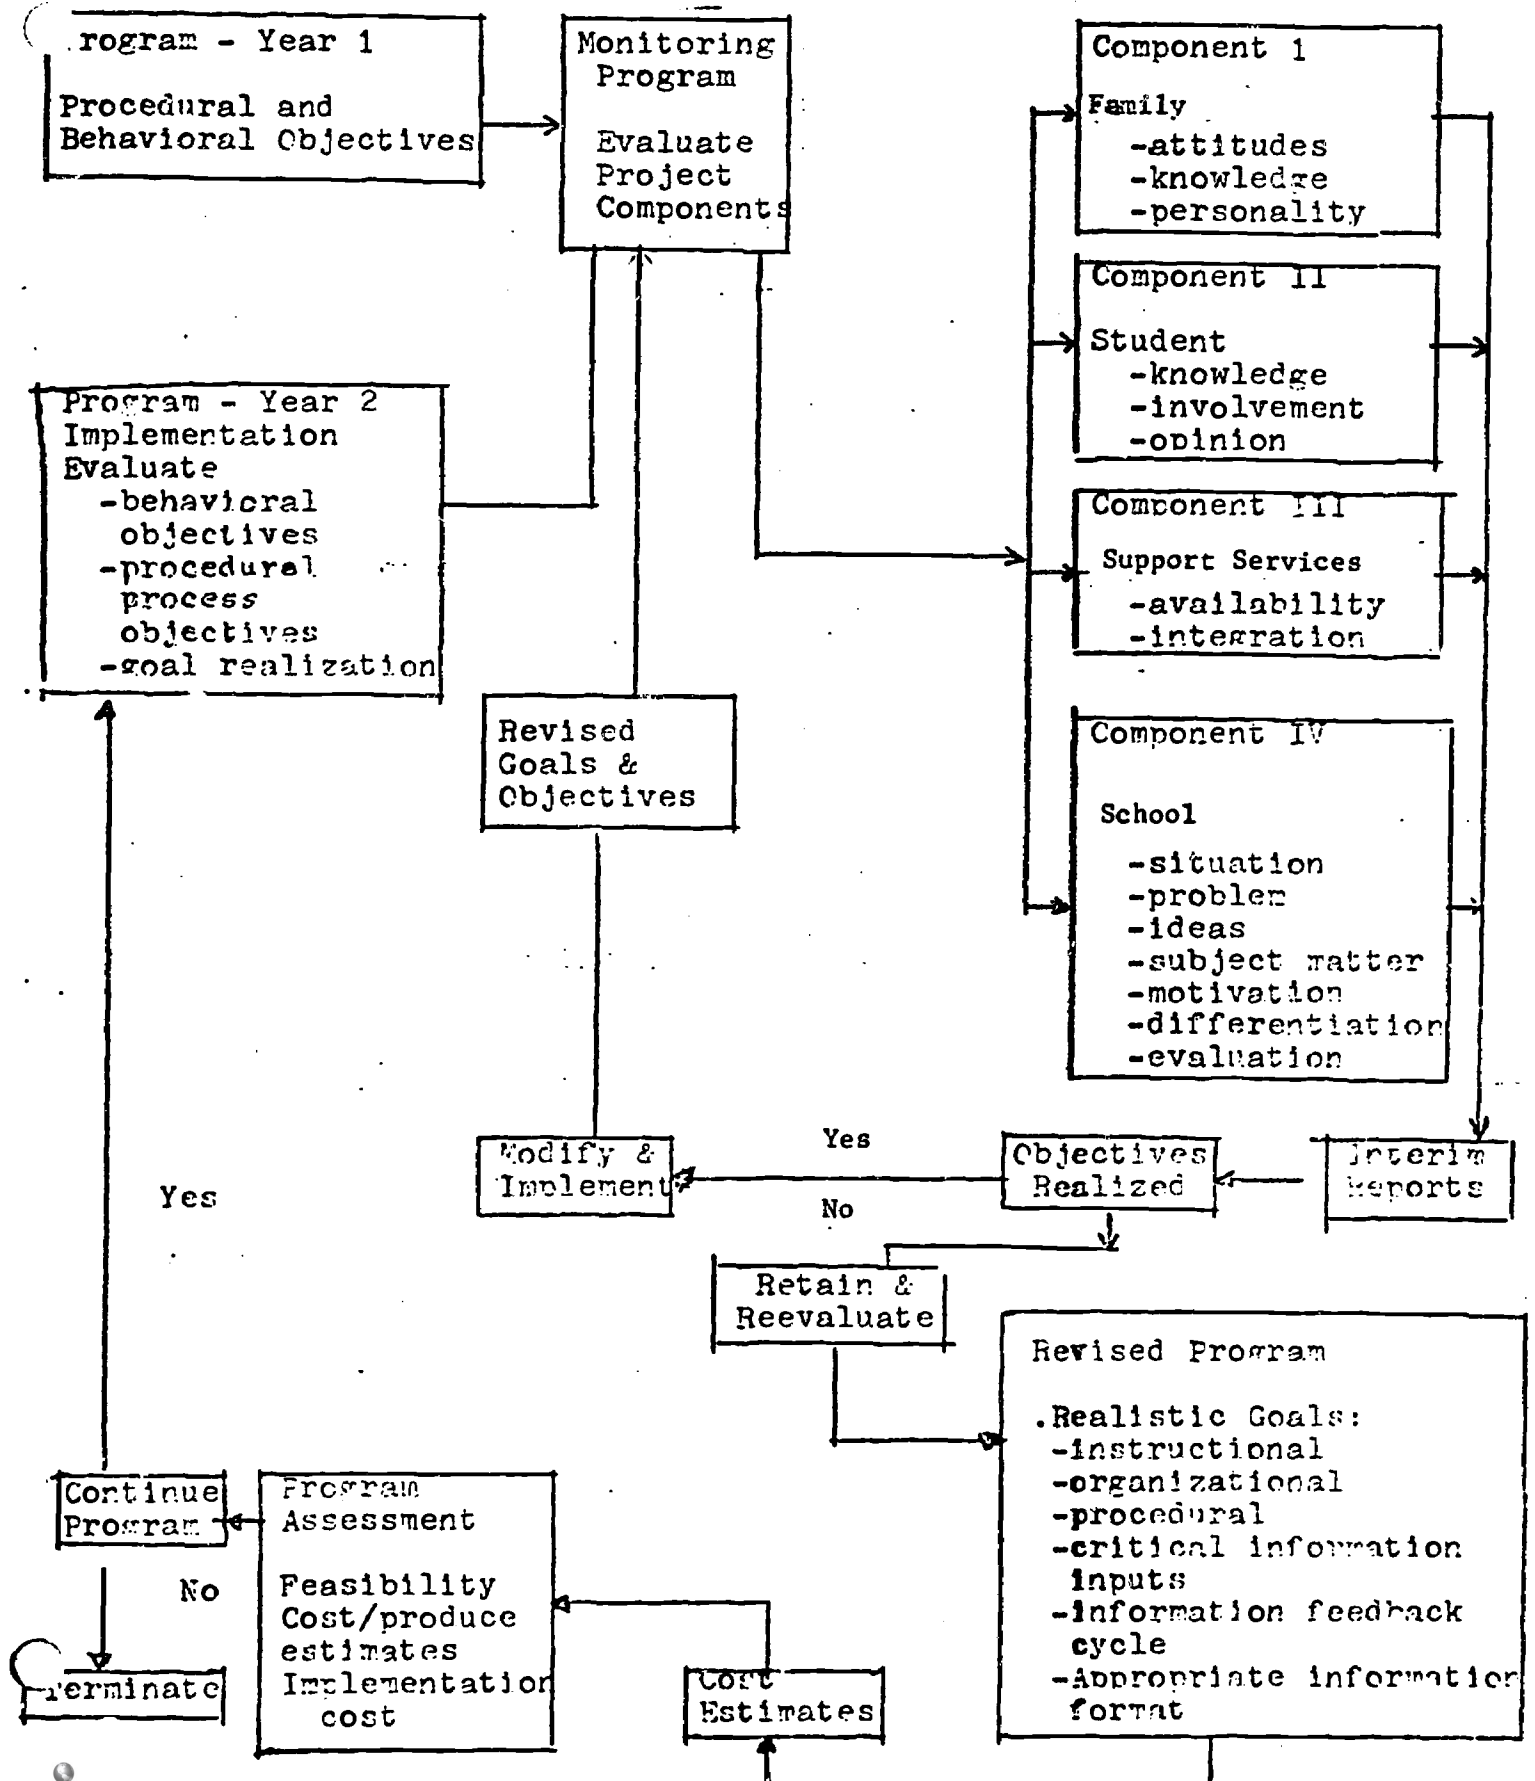 rogram - Year 1
Procedural and
Behavioral Objectives
Monitoring
Program
Evaluate
Project
Components
Component 1
Family
-attitudes
-knowledge
-personality
Component II
Student
-knowledge
-involvement
-opinion
Component III
Support Services
-availability
-integration
Component IV
School
-situation
-problem
-ideas
-subject matter
-motivation
-differentiation
-evaluation
Program - Year 2
Implementation
Evaluate
-behavioral
objectives
-procedural
process
objectives
-goal realization
Revised
Goals &
Objectives
Modify &
Implement
Yes
No
Objectives
Realized
Interim
Reports
Yes
Retain &
Reevaluate
Revised Program
.Realistic Goals:
-instructional
-organizational
-procedural
-critical information
inputs
-information feedback
cycle
-Appropriate information
format
Continue
Program
No
Terminate
Program
Assessment
Feasibility
Cost/produce
estimates
Implementation
cost
Cost
Estimates